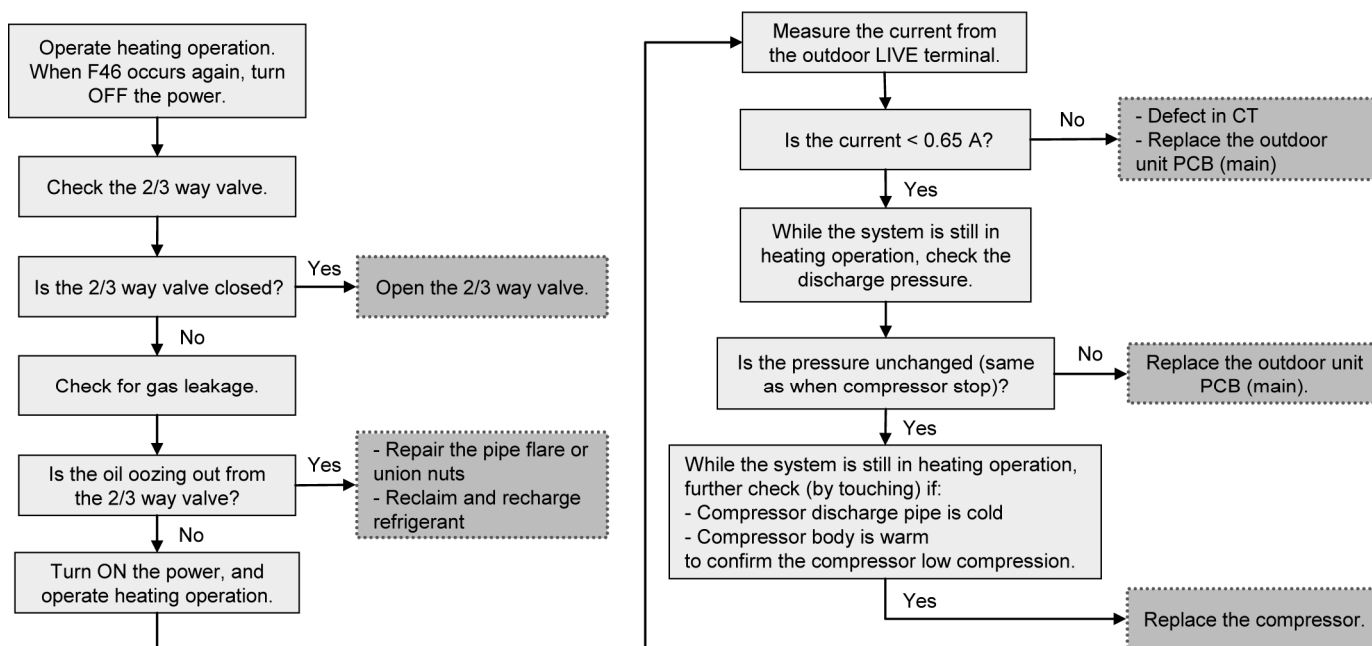 Operate heating operation.
When F46 occurs again, turn
OFF the power.
Check the 2/3 way valve.
Is the 2/3 way valve closed?
Yes
Open the 2/3 way valve.
No
Check for gas leakage.
Is the oil oozing out from
the 2/3 way valve?
Yes
- Repair the pipe flare or
union nuts
- Reclaim and recharge
refrigerant
No
Turn ON the power, and
operate heating operation.
Measure the current from
the outdoor LIVE terminal.
Is the current < 0.65 A?
No
- Defect in CT
- Replace the outdoor
unit PCB (main)
Yes
While the system is still in
heating operation, check the
discharge pressure.
Is the pressure unchanged (same
as when compressor stop)?
No
Replace the outdoor unit
PCB (main).
Yes
While the system is still in heating operation,
further check (by touching) if:
- Compressor discharge pipe is cold
- Compressor body is warm
to confirm the compressor low compression.
Yes
Replace the compressor.